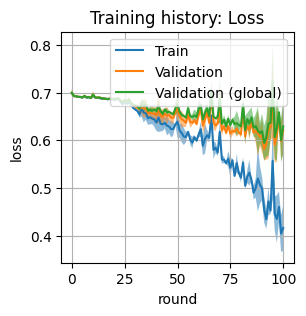 Training history: Loss
Train
Validation
Validation (global)
loss
0.8
0.7
0.6
0.5
0.4
0
25
50
75
100
round